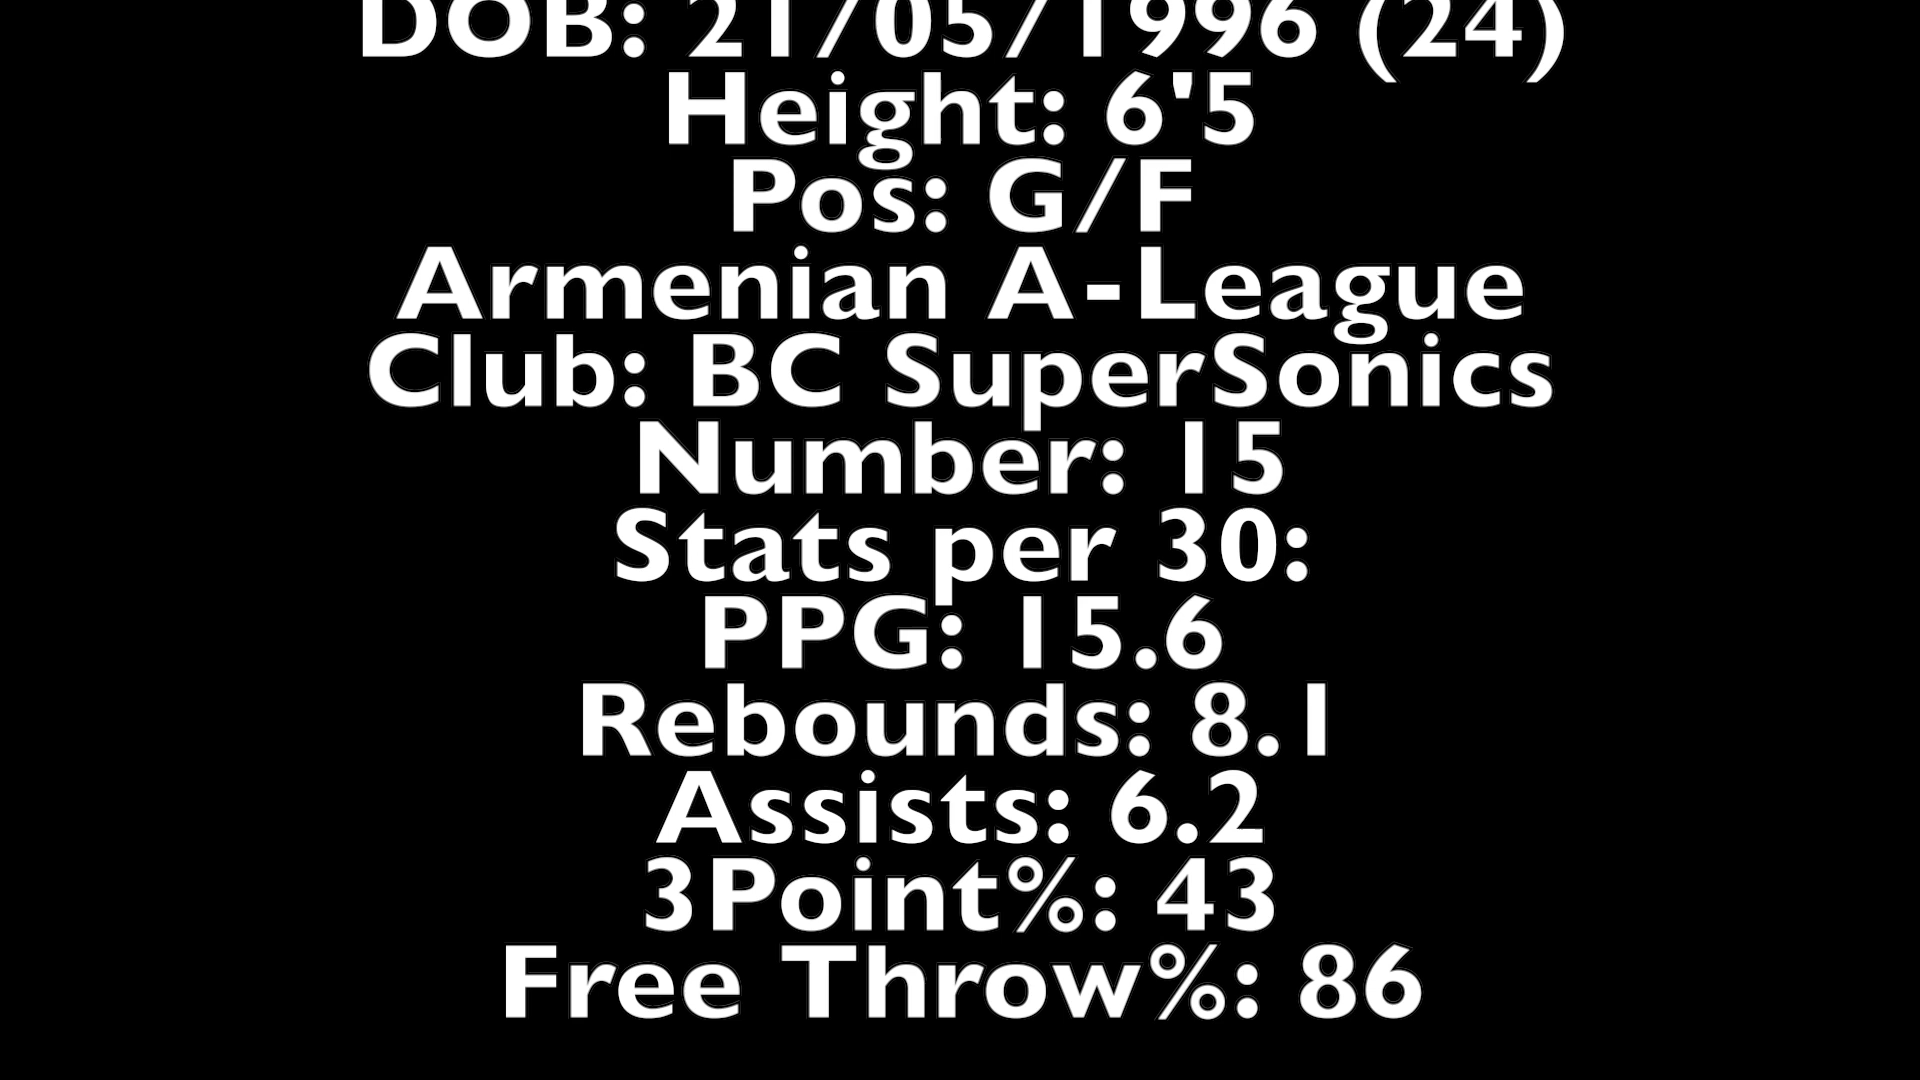 DOB: 21/05/1996 (24)
Height: 6'5
Pos: G/F
Armenian A-League
Club: BC SuperSonics
Number: 15
Stats per 30:
PPG: 15.6
Rebounds: 8.1
Assists: 6.2
3Point%: 43
Free Throw%: 86